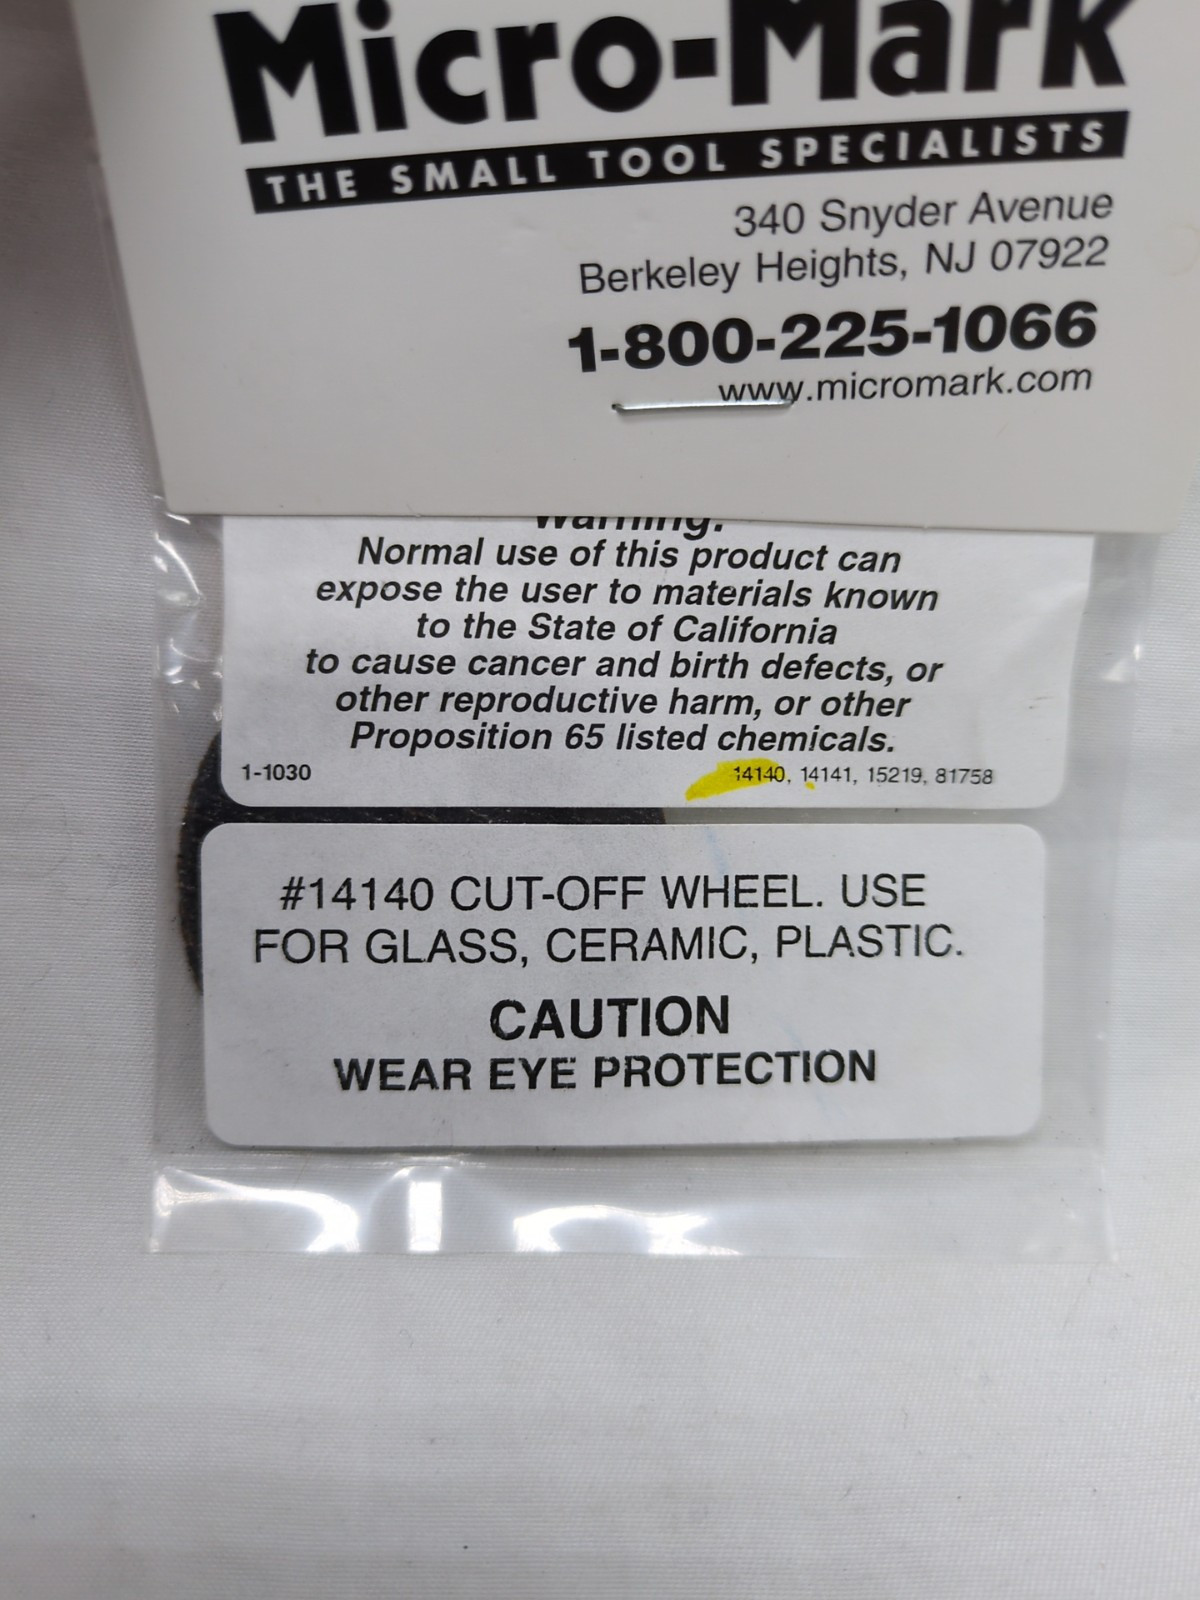 Micro-Mark
THE SMALL TOOL SPECIALISTS
340 Snyder Avenue
Berkeley Heights, NJ 07922
1-800-225-1066
www.micromark.com
Warning:
Normal use of this product can
expose the user to materials known
to the State of California
to cause cancer and birth defects, or
other reproductive harm, or other
Proposition 65 listed chemicals.
1-1030 14140, 14141, 15219, 81758
#14140 CUT-OFF WHEEL. USE
FOR GLASS, CERAMIC, PLASTIC.
CAUTION
WEAR EYE PROTECTION